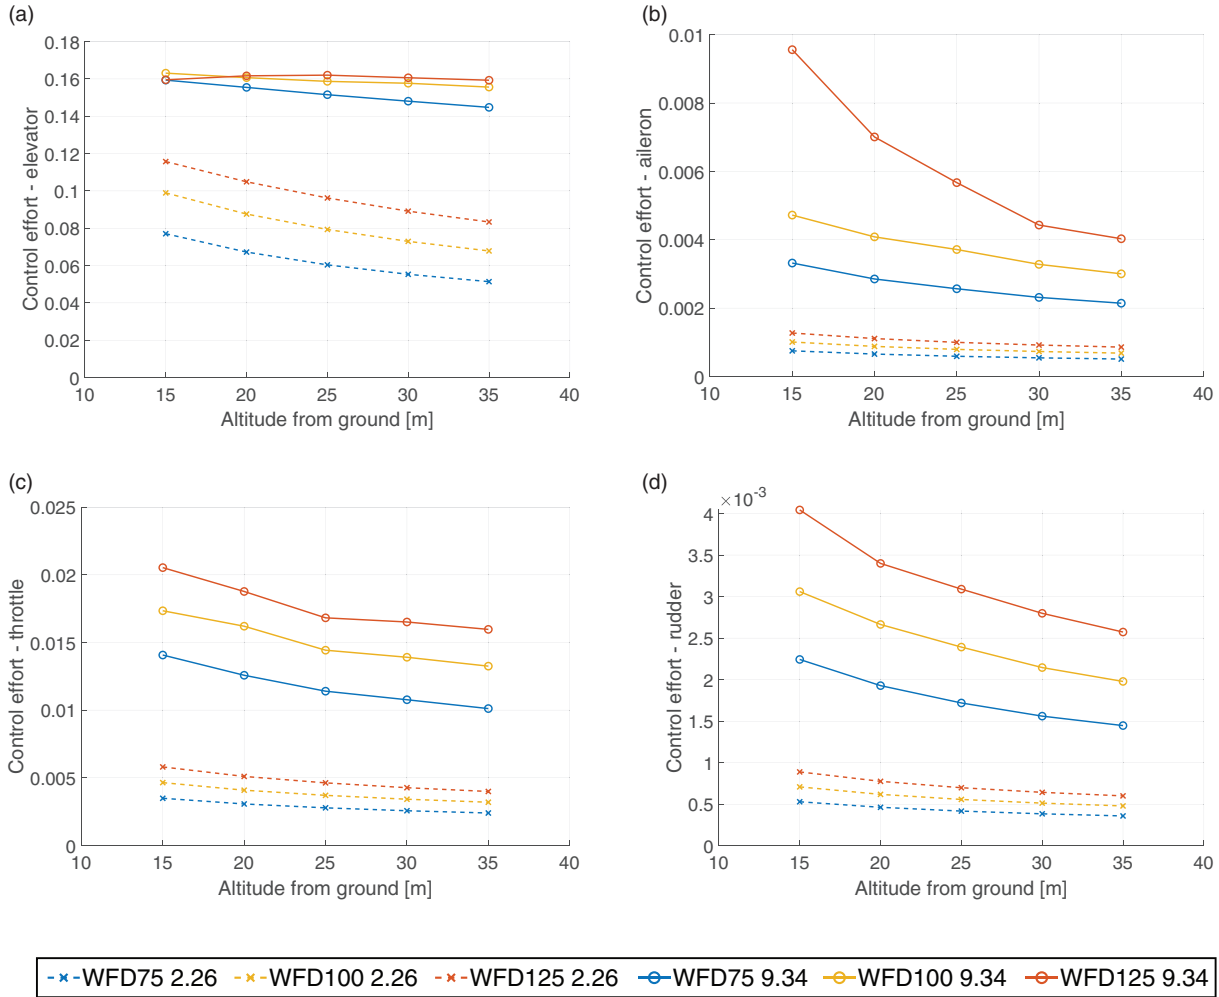 (a)
0.18
0.16
0.14
0.12
0.1
0.08
0.06
0.04
0.02
0
Control effort - elevator
10 15 20 25 30 35 40
Altitude from ground [m]
(b)
0.01
0.008
0.006
0.004
0.002
0
Control effort - aileron
10 15 20 25 30 35 40
Altitude from ground [m]
(c)
0.025
0.02
0.015
0.01
0.005
0
Control effort - throttle
10 15 20 25 30 35 40
Altitude from ground [m]
(d)
×10⁻³
4
3.5
3
2.5
2
1.5
1
0.5
0
Control effort - rudder
10 15 20 25 30 35 40
Altitude from ground [m]
WFD75 2.26 WFD100 2.26 WFD125 2.26 WFD75 9.34 WFD100 9.34 WFD125 9.34